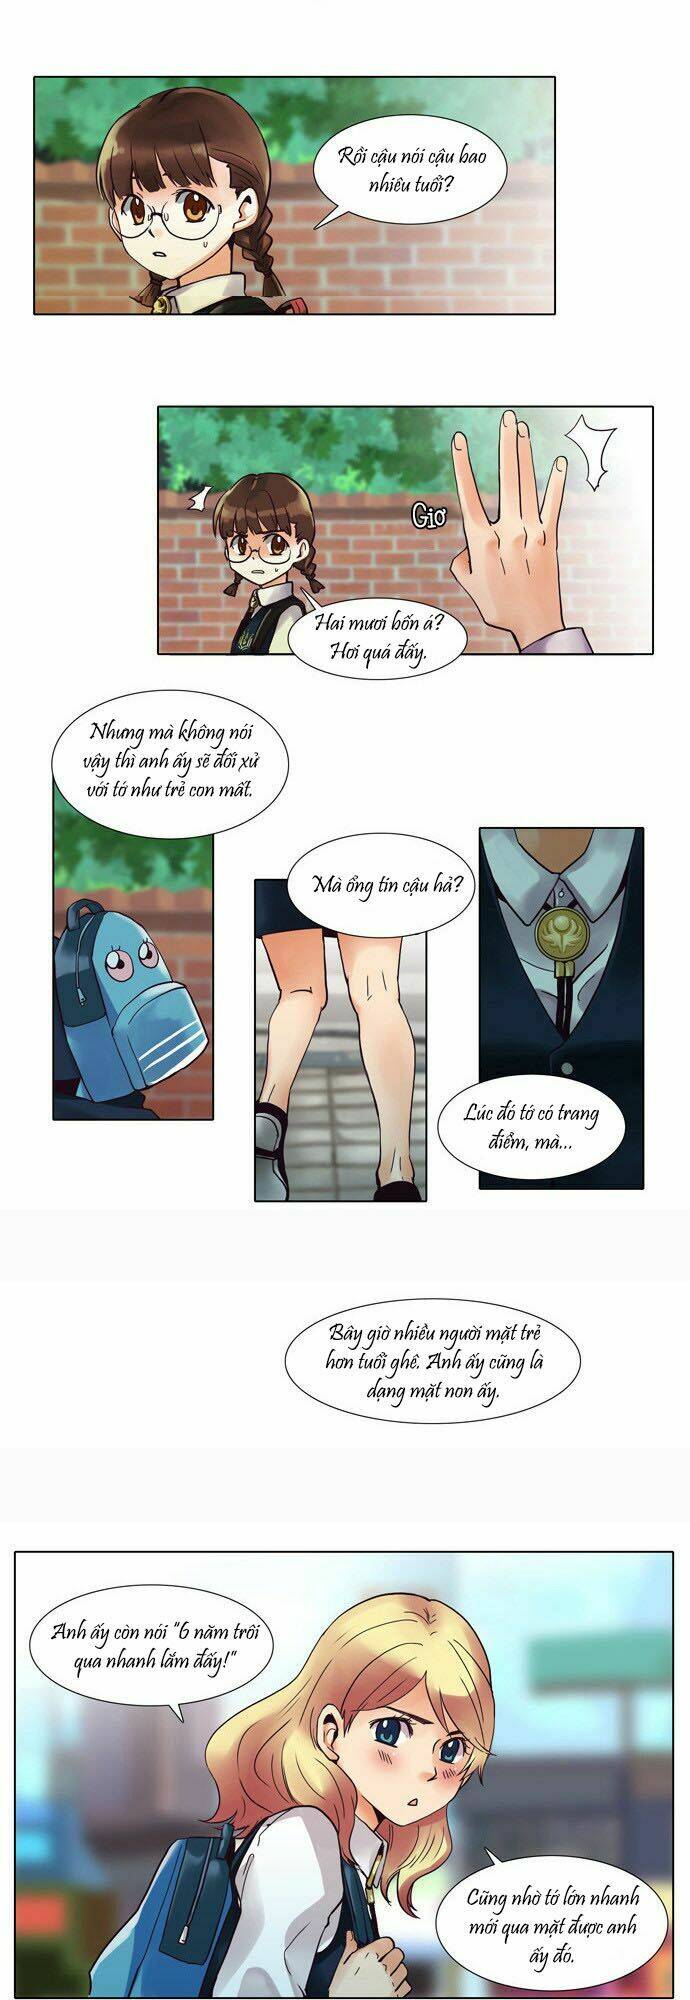 Rồi cậu nói cậu bao
nhiêu tuổi?
Giơ
Hai mươi bốn á?
Hơi quá đấy.
Nhưng mà không nói
vậy thì anh ấy sẽ đối xử
với tớ như trẻ con mất.
Mà ổng tin cậu hả?
Lúc đó tớ có trang
điểm, mà...
Bây giờ nhiều người mặt trẻ
hơn tuổi ghê. Anh ấy cũng là
dạng mặt non ấy.
Anh ấy còn nói "6 năm trôi
qua nhanh lắm đấy!"
Cũng nhờ tớ lớn nhanh
mới qua mặt được anh
ấy đó.